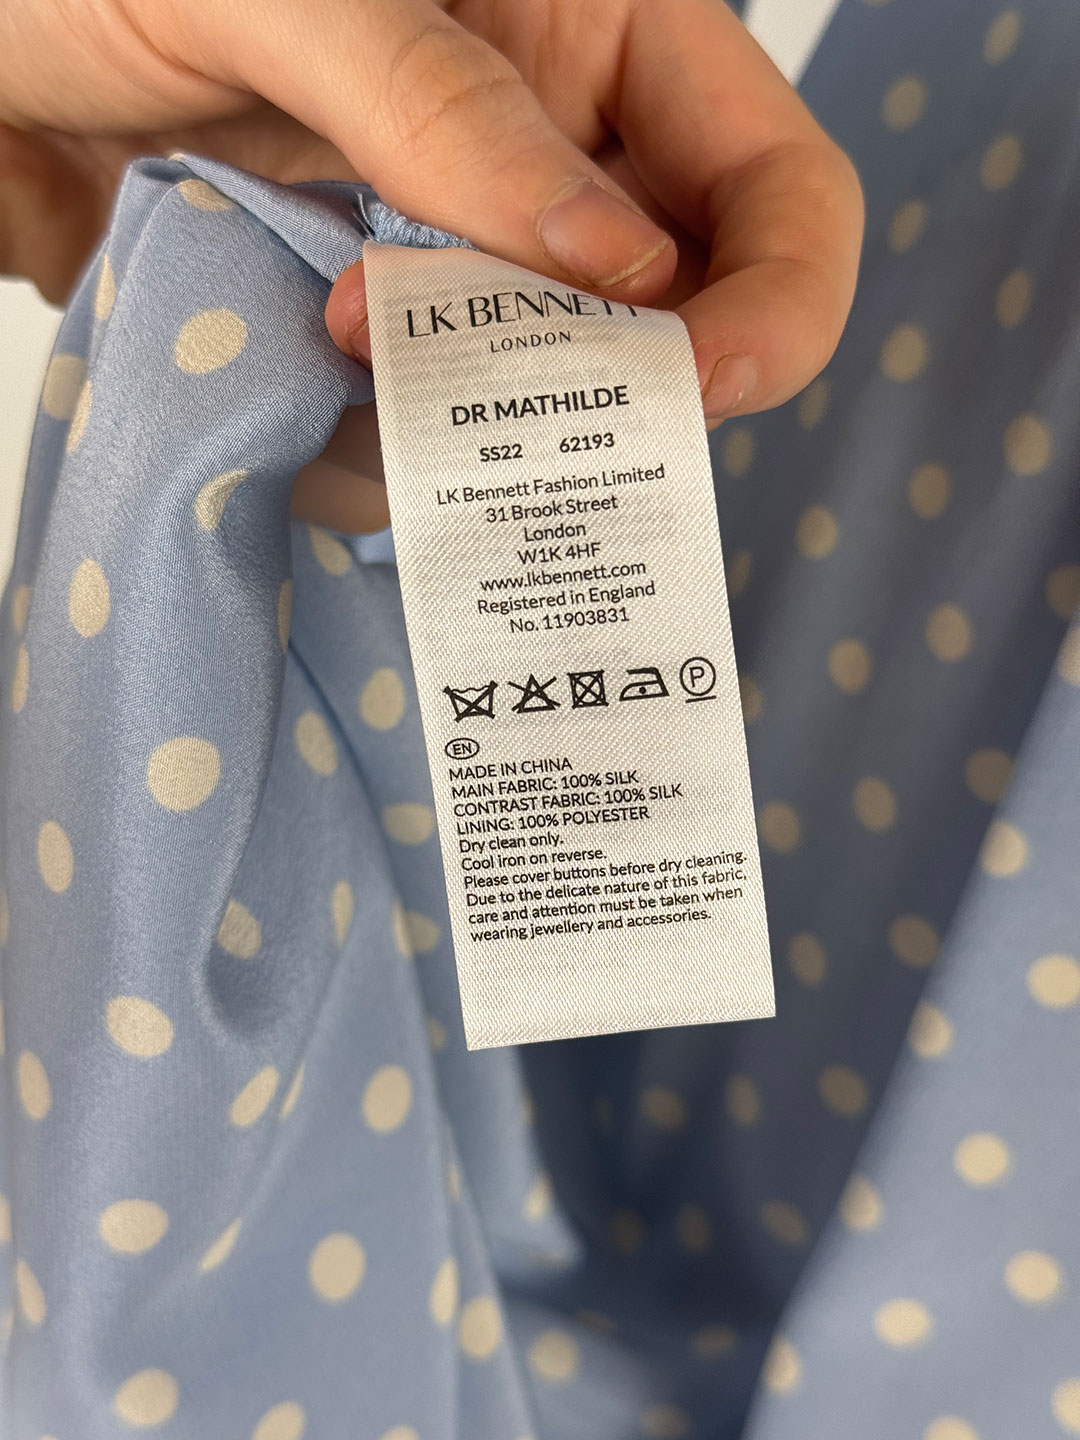 LK BENNETT
LONDON
DR MATHILDE
SS22 62193
LK Bennett Fashion Limited
31 Brook Street
London
W1K 4HF
www.lkbennett.com
Registered in England
No. 11903831
P
EN
MADE IN CHINA
MAIN FABRIC: 100% SILK
CONTRAST FABRIC: 100% SILK
LINING: 100% POLYESTER
Dry clean only.
Cool iron on reverse.
Please cover buttons before dry cleaning.
Due to the delicate nature of this fabric,
care and attention must be taken when
wearing jewellery and accessories.